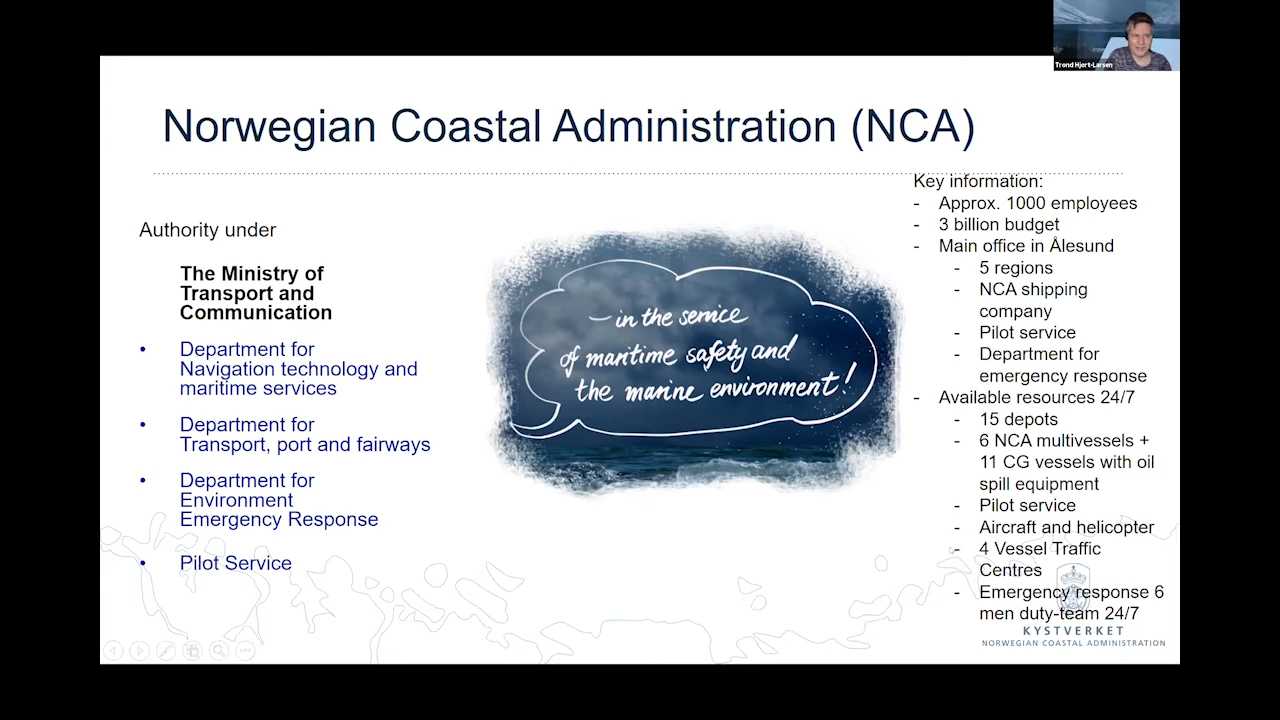 Trond Hjort-Larsen
Norwegian Coastal Administration (NCA)
Authority under
The Ministry of
Transport and
Communication
• Department for
Navigation technology and
maritime services
• Department for
Transport, port and fairways
• Department for
Environment
Emergency Response
• Pilot Service
– in the service
of maritime safety and
the marine environment!
Key information:
- Approx. 1000 employees
- 3 billion budget
- Main office in Ålesund
- 5 regions
- NCA shipping
company
- Pilot service
- Department for
emergency response
- Available resources 24/7
- 15 depots
- 6 NCA multivessels +
11 CG vessels with oil
spill equipment
- Pilot service
- Aircraft and helicopter
- 4 Vessel Traffic
Centres
- Emergency response 6
men duty-team 24/7
KYSTVERKET
NORWEGIAN COASTAL ADMINISTRATION